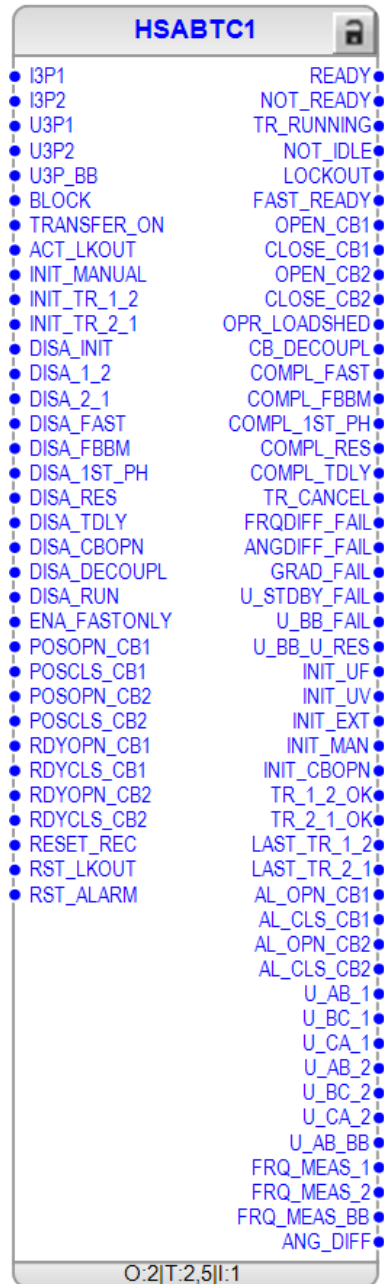 HSABTC1
I3P1 READY
I3P2 NOT_READY
U3P1 TR_RUNNING
U3P2 NOT_IDLE
U3P_BB LOCKOUT
BLOCK FAST_READY
TRANSFER_ON OPEN_CB1
ACT_LKOUT CLOSE_CB1
INIT_MANUAL OPEN_CB2
INIT_TR_1_2 CLOSE_CB2
INIT_TR_2_1 OPR_LOADSHED
DISA_INIT CB_DECOUPL
DISA_1_2 COMPL_FAST
DISA_2_1 COMPL_FBBM
DISA_FAST COMPL_1ST_PH
DISA_FBBM COMPL_RES
DISA_1ST_PH COMPL_TDLY
DISA_RES TR_CANCEL
DISA_TDLY FRQDIFF_FAIL
DISA_CBOPN ANGDIFF_FAIL
DISA_DECOUPL GRAD_FAIL
DISA_RUN U_STDBY_FAIL
ENA_FASTONLY U_BB_FAIL
POSOPN_CB1 U_BB_U_RES
POSCLS_CB1 INIT_UF
POSOPN_CB2 INIT_UV
POSCLS_CB2 INIT_EXT
RDYOPN_CB1 INIT_MAN
RDYCLS_CB1 INIT_CBOPN
RDYOPN_CB2 TR_1_2_OK
RDYCLS_CB2 TR_2_1_OK
RESET_REC LAST_TR_1_2
RST_LKOUT LAST_TR_2_1
RST_ALARM AL_OPN_CB1
AL_CLS_CB1
AL_OPN_CB2
AL_CLS_CB2
U_AB_1
U_BC_1
U_CA_1
U_AB_2
U_BC_2
U_CA_2
U_AB_BB
FRQ_MEAS_1
FRQ_MEAS_2
FRQ_MEAS_BB
ANG_DIFF
O:2|T:2,5|I:1